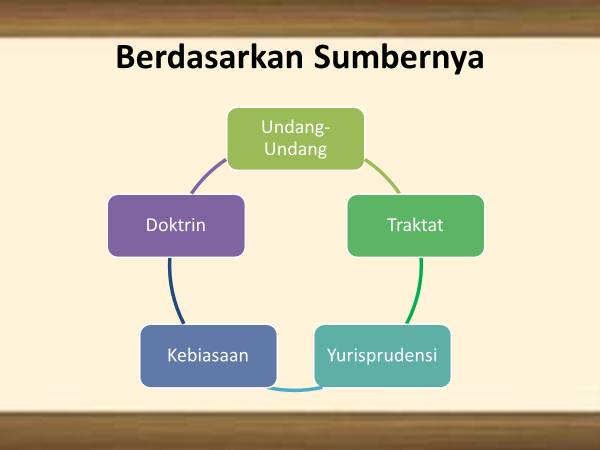 Berdasarkan Sumbernya
Undang-
Undang
Doktrin
Traktat
Kebiasaan
Yurisprudensi